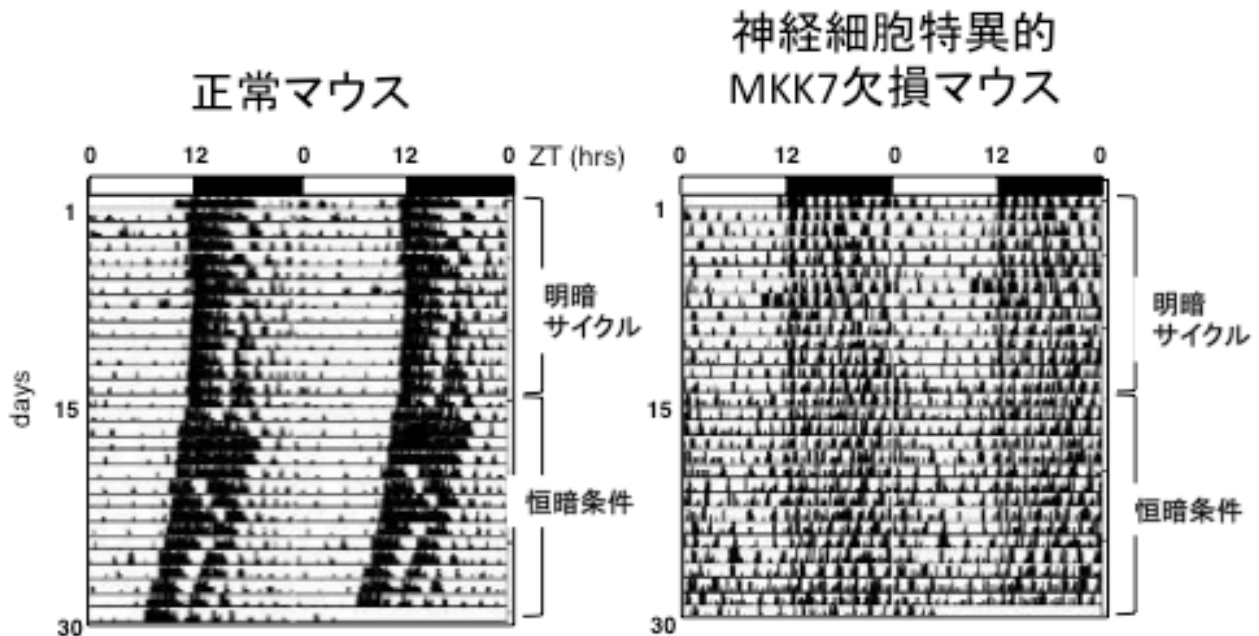 正常マウス
神経細胞特異的
MKK7欠損マウス
0 12 0 12 0 ZT (hrs)
1
15
30
days
明暗
サイクル
恒暗条件
0 12 0 12 0
1
15
30
明暗
サイクル
恒暗条件